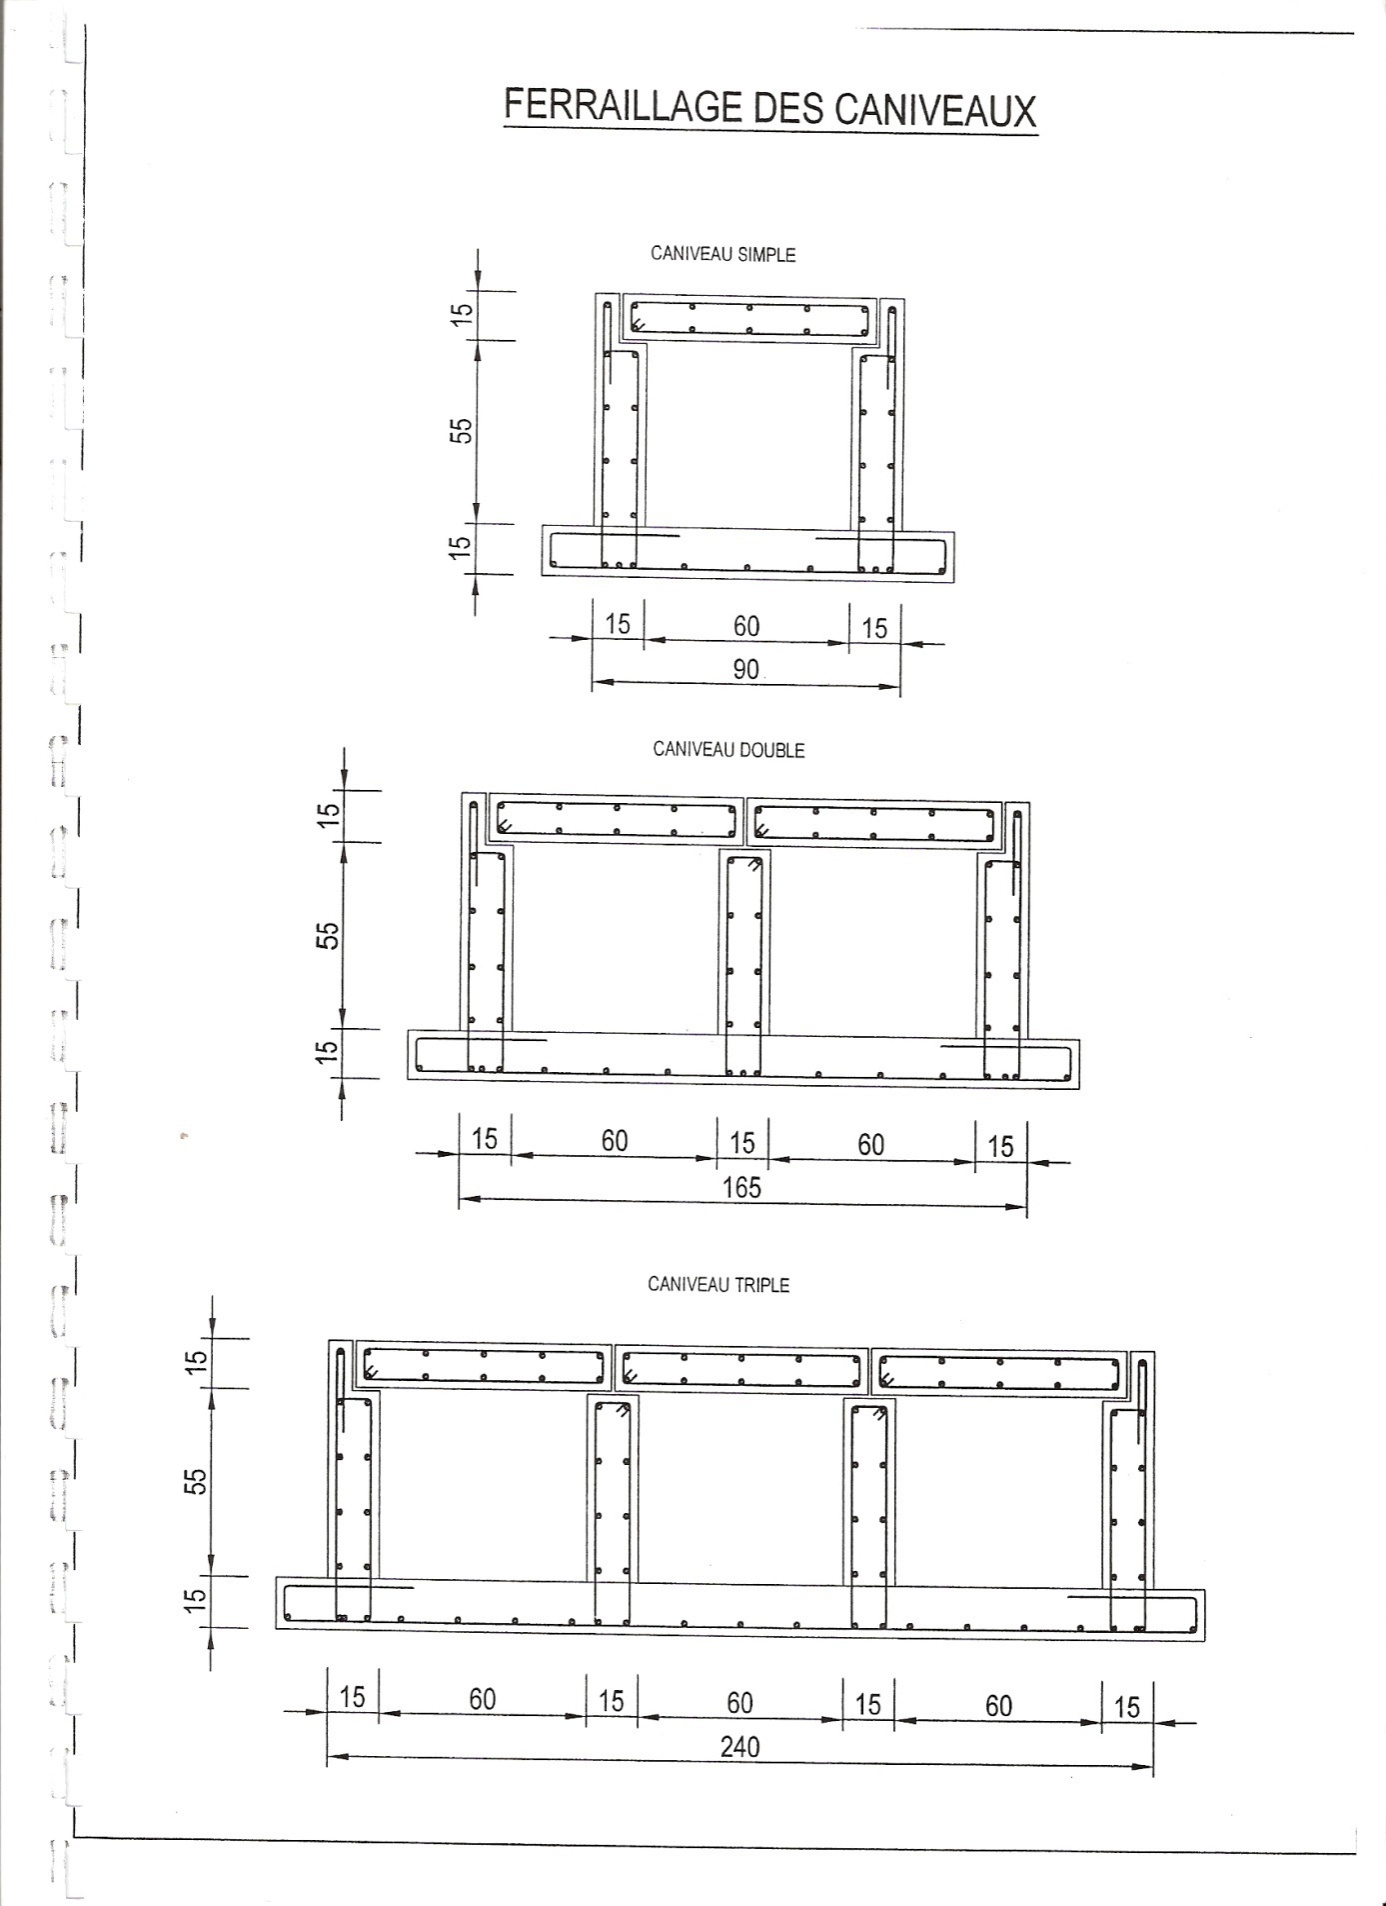 FERRAILLAGE DES CANIVEAUX
CANIVEAU SIMPLE
15
55
15
15 60 15
90
CANIVEAU DOUBLE
15
55
15
15 60 15 60 15
165
CANIVEAU TRIPLE
15
55
15
15 60 15 60 15 60 15
240